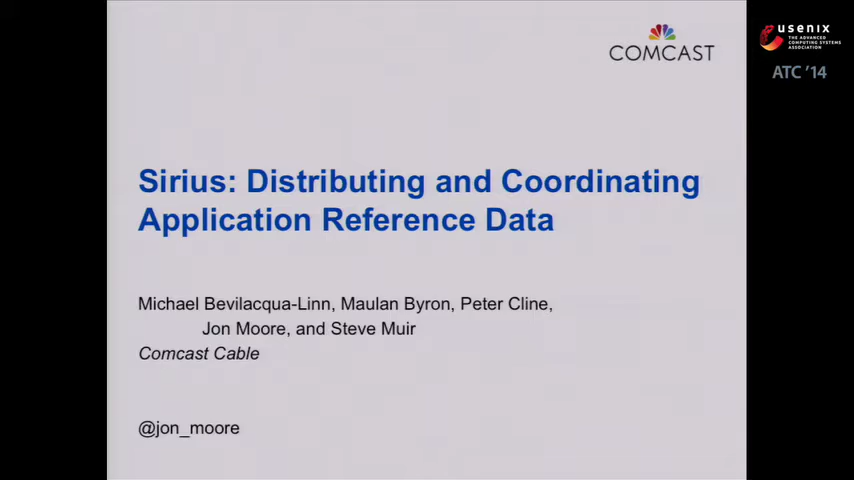 COMCAST
usenix
THE ADVANCED
COMPUTING SYSTEMS
ASSOCIATION
ATC '14
Sirius: Distributing and Coordinating
Application Reference Data
Michael Bevilacqua-Linn, Maulan Byron, Peter Cline,
Jon Moore, and Steve Muir
Comcast Cable
@jon_moore